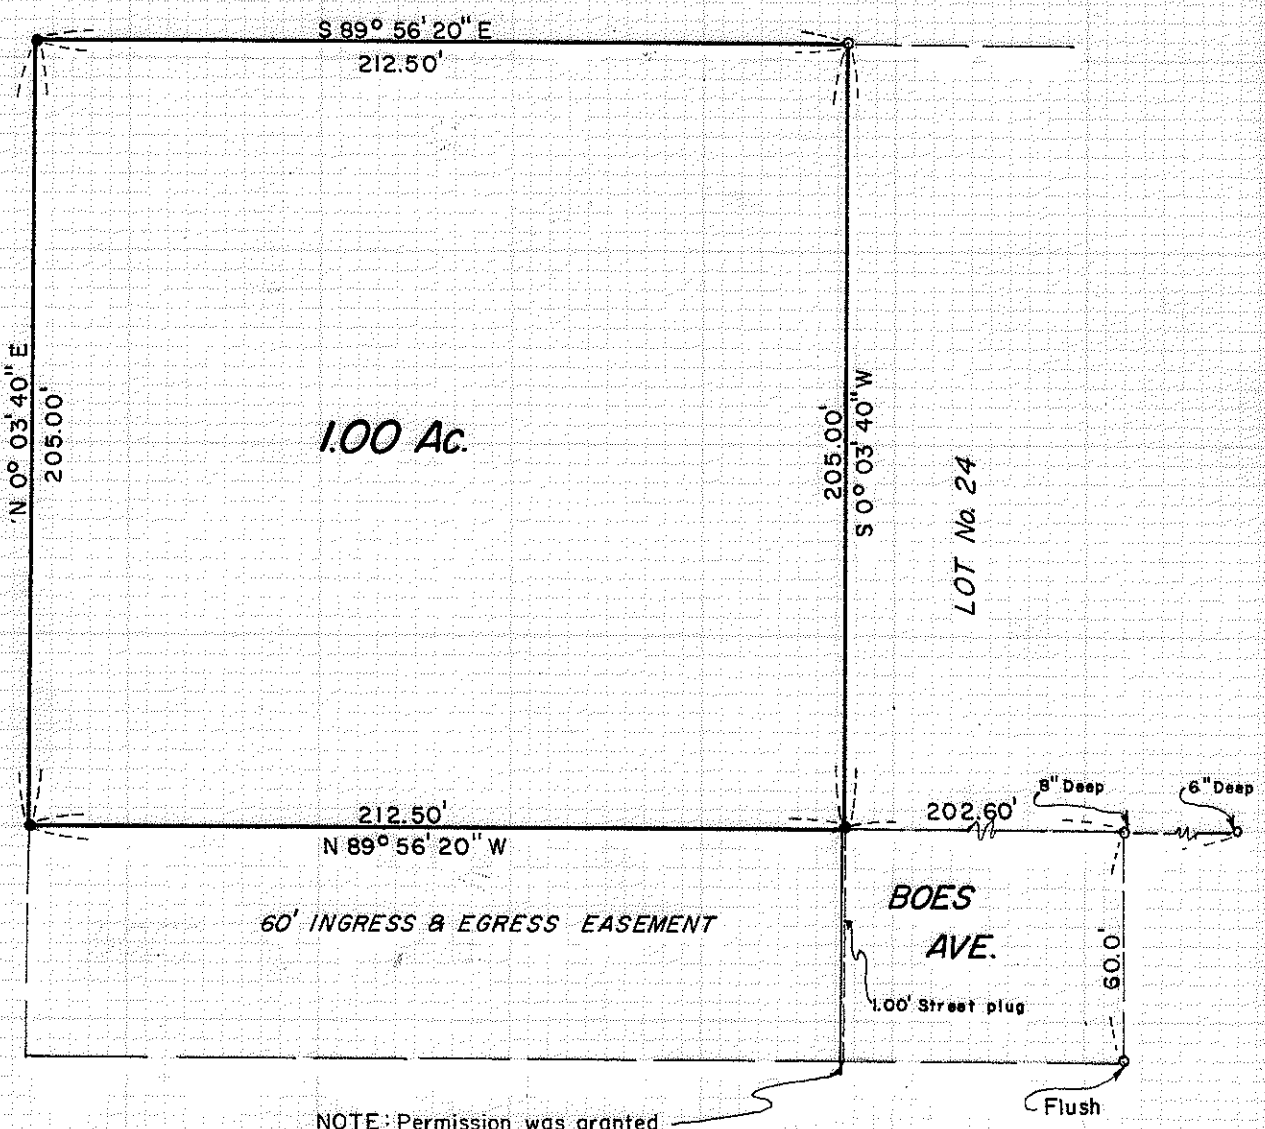 S 89° 56' 20" E
212.50'
N 0° 03' 40" E
205.00'
1.00 Ac.
205.00'
S 0° 03' 40" W
LOT No. 24
8" Deep
6" Deep
212.50'
202.60'
N 89° 56' 20" W
BOES
AVE.
60' INGRESS & EGRESS EASEMENT
60.0'
1.00' Street plug
Flush
NOTE: Permission was granted